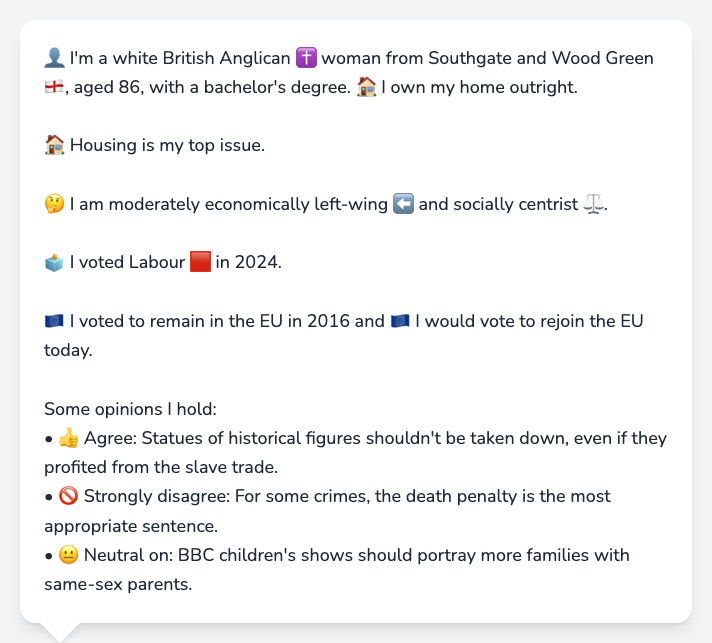 👤 I'm a white British Anglican ✝️ woman from Southgate and Wood Green
🏴󠁧󠁢󠁥󠁮󠁧󠁿, aged 86, with a bachelor's degree. 🏠 I own my home outright.
🏠 Housing is my top issue.
🤔 I am moderately economically left-wing ⬅️ and socially centrist ⚖️.
🗳️ I voted Labour 🟥 in 2024.
🇪🇺 I voted to remain in the EU in 2016 and 🇪🇺 I would vote to rejoin the EU
today.
Some opinions I hold:
• 👍 Agree: Statues of historical figures shouldn't be taken down, even if they
profited from the slave trade.
• 🚫 Strongly disagree: For some crimes, the death penalty is the most
appropriate sentence.
• 😐 Neutral on: BBC children's shows should portray more families with
same-sex parents.